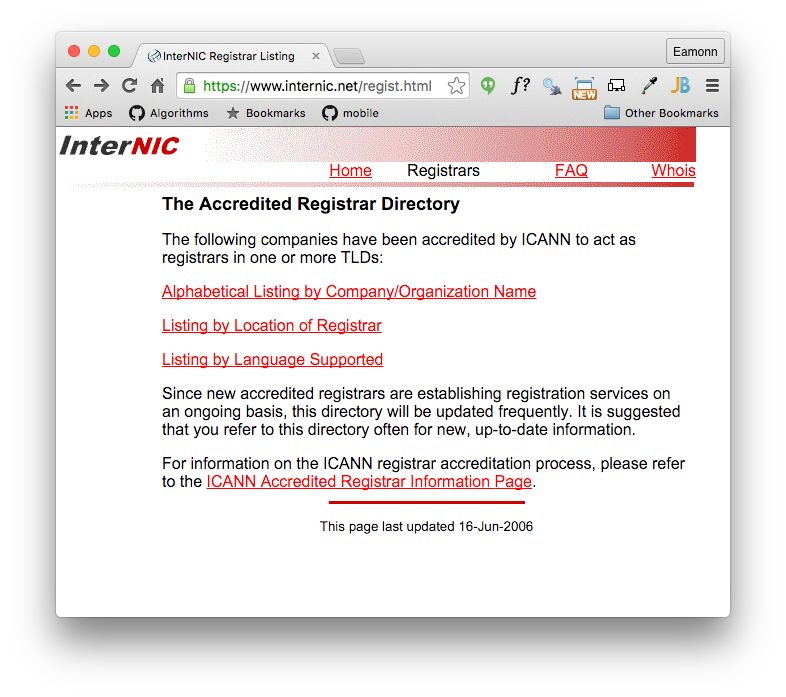 InterNIC Registrar Listing
Eamonn
https://www.internic.net/regist.html
f?
NEW
JB
Apps Algorithms Bookmarks mobile Other Bookmarks
InterNIC
Home Registrars FAQ Whois
The Accredited Registrar Directory
The following companies have been accredited by ICANN to act as
registrars in one or more TLDs:
Alphabetical Listing by Company/Organization Name
Listing by Location of Registrar
Listing by Language Supported
Since new accredited registrars are establishing registration services on
an ongoing basis, this directory will be updated frequently. It is suggested
that you refer to this directory often for new, up-to-date information.
For information on the ICANN registrar accreditation process, please refer
to the ICANN Accredited Registrar Information Page.
This page last updated 16-Jun-2006